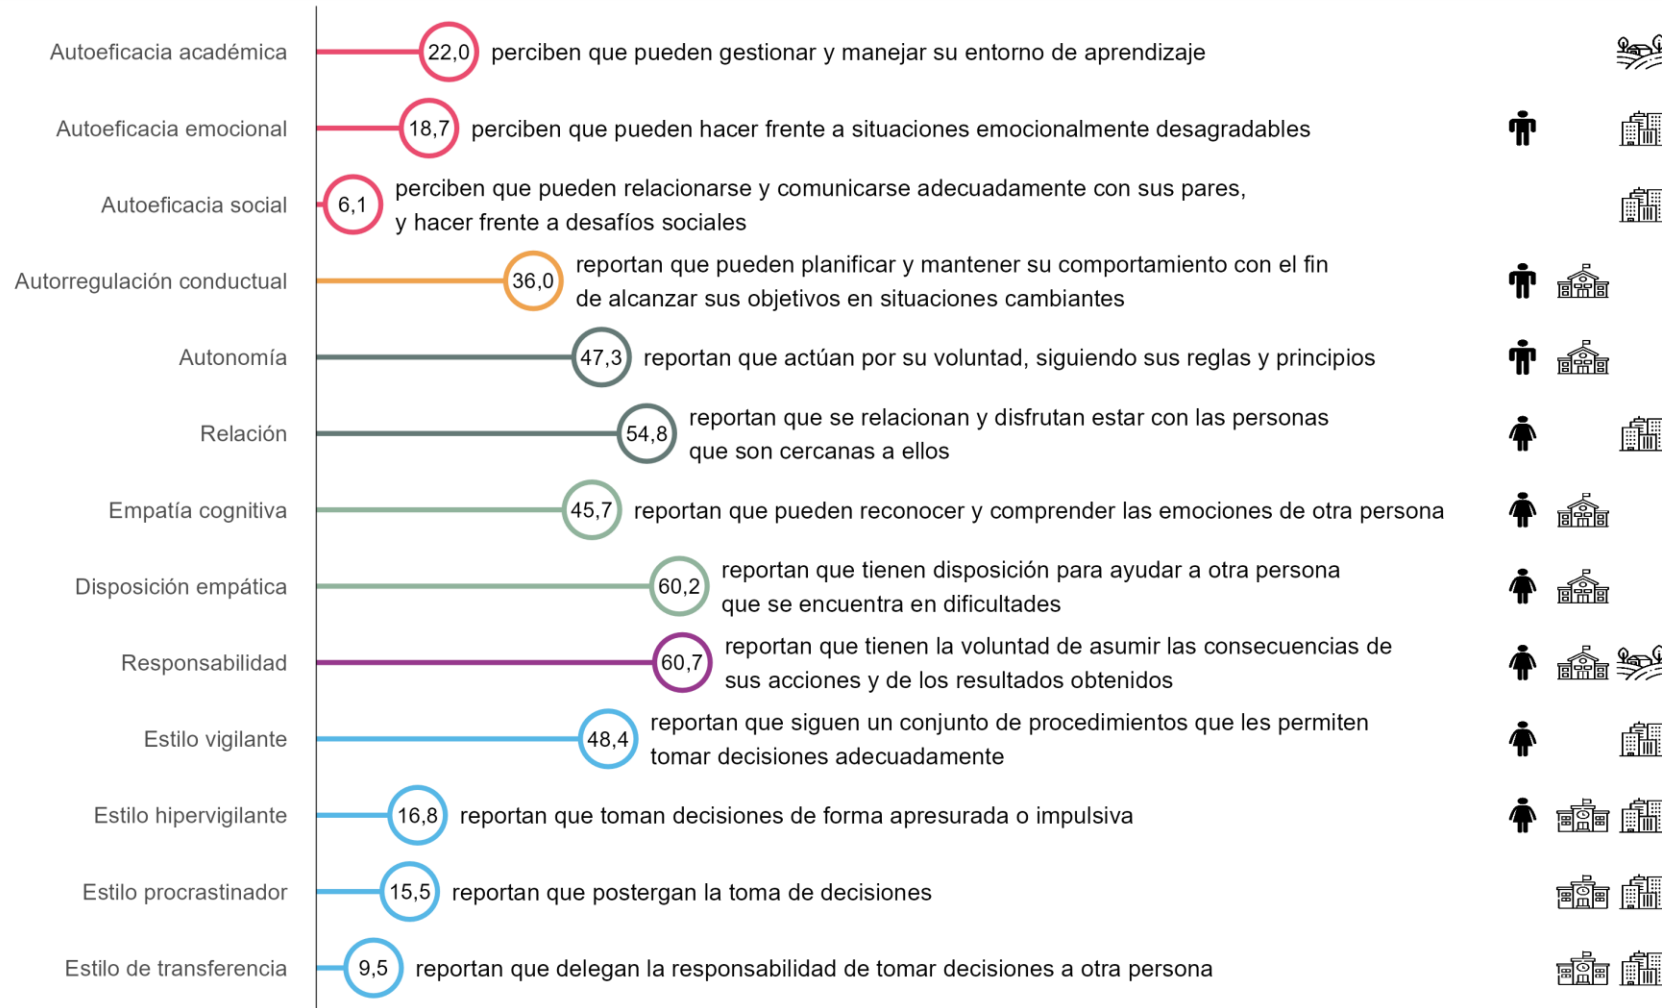 Autoeficacia académica
22,0
perciben que pueden gestionar y manejar su entorno de aprendizaje
Autoeficacia emocional
18,7
perciben que pueden hacer frente a situaciones emocionalmente desagradables
Autoeficacia social
6,1
perciben que pueden relacionarse y comunicarse adecuadamente con sus pares,
y hacer frente a desafíos sociales
Autorregulación conductual
36,0
reportan que pueden planificar y mantener su comportamiento con el fin
de alcanzar sus objetivos en situaciones cambiantes
Autonomía
47,3
reportan que actúan por su voluntad, siguiendo sus reglas y principios
Relación
54,8
reportan que se relacionan y disfrutan estar con las personas
que son cercanas a ellos
Empatía cognitiva
45,7
reportan que pueden reconocer y comprender las emociones de otra persona
Disposición empática
60,2
reportan que tienen disposición para ayudar a otra persona
que se encuentra en dificultades
Responsabilidad
60,7
reportan que tienen la voluntad de asumir las consecuencias de
sus acciones y de los resultados obtenidos
Estilo vigilante
48,4
reportan que siguen un conjunto de procedimientos que les permiten
tomar decisiones adecuadamente
Estilo hipervigilante
16,8
reportan que toman decisiones de forma apresurada o impulsiva
Estilo procrastinador
15,5
reportan que postergan la toma de decisiones
Estilo de transferencia
9,5
reportan que delegan la responsabilidad de tomar decisiones a otra persona